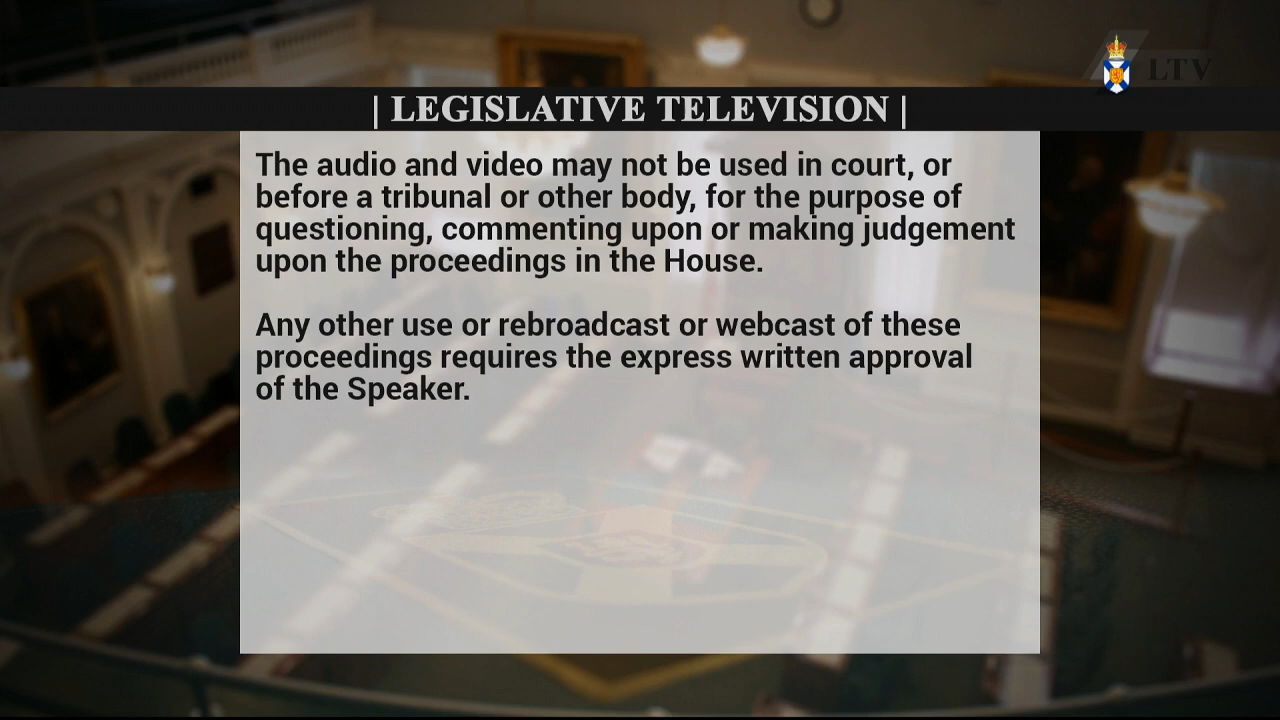 LTV
| LEGISLATIVE TELEVISION |
The audio and video may not be used in court, or
before a tribunal or other body, for the purpose of
questioning, commenting upon or making judgement
upon the proceedings in the House.
Any other use or rebroadcast or webcast of these
proceedings requires the express written approval
of the Speaker.